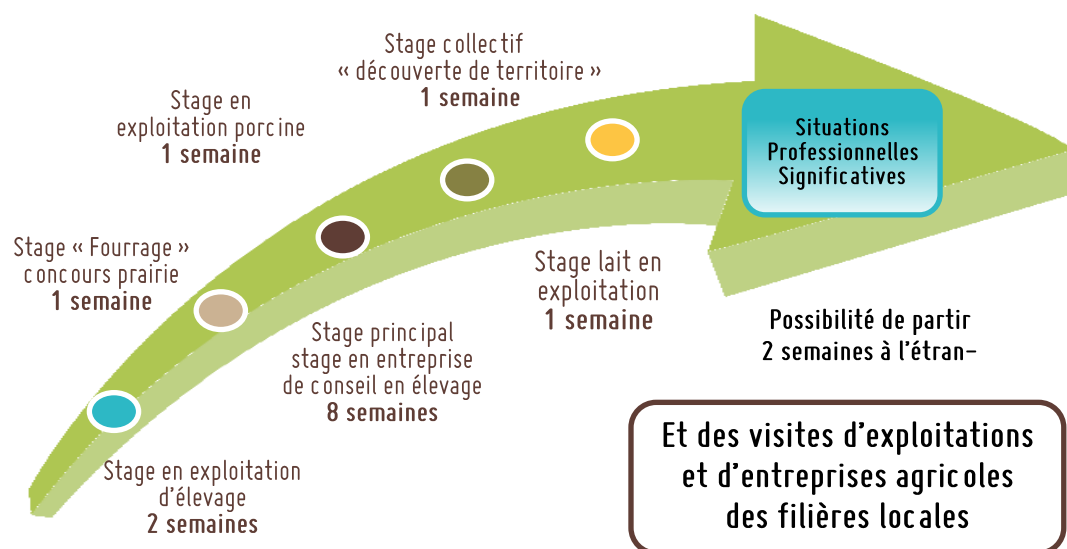 Stage collectif
« découverte de territoire »
1 semaine
Stage en
exploitation porcine
1 semaine
Situations
Professionnelles
Significatives
Stage « Fourrage »
concours prairie
1 semaine
Stage lait en
exploitation
1 semaine
Stage principal
stage en entreprise
de conseil en élevage
8 semaines
Possibilité de partir
2 semaines à l'étran-
Stage en exploitation
d'élevage
2 semaines
Et des visites d'exploitations
et d'entreprises agricoles
des filières locales